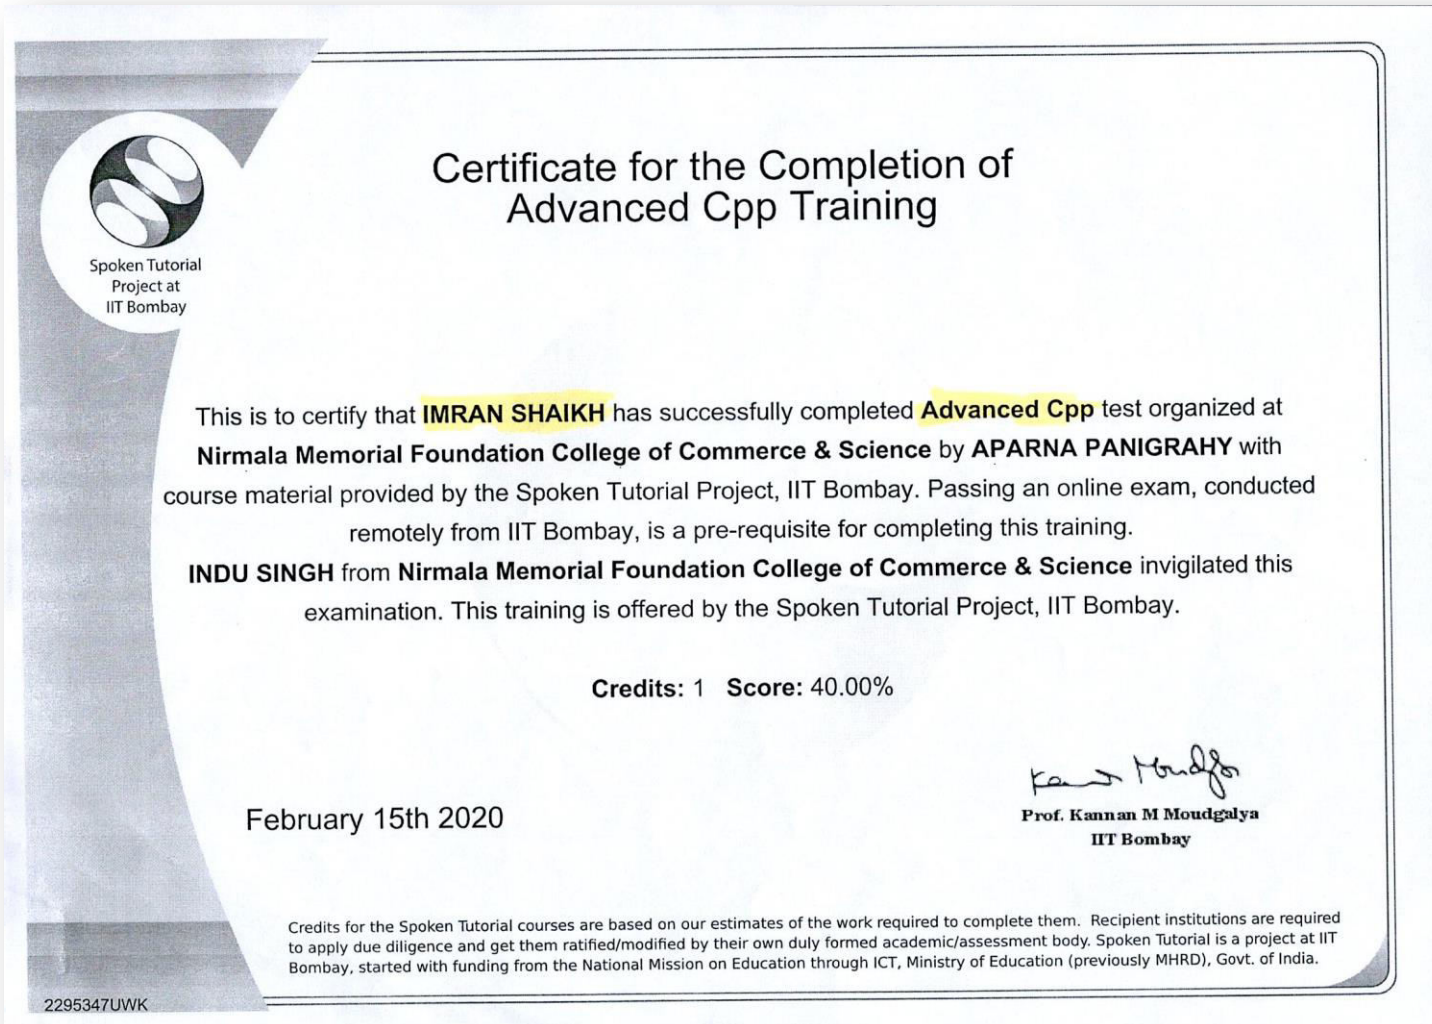 Certificate for the Completion of
Advanced Cpp Training
Spoken Tutorial
Project at
IIT Bombay
This is to certify that IMRAN SHAIKH has successfully completed Advanced Cpp test organized at
Nirmala Memorial Foundation College of Commerce & Science by APARNA PANIGRAHY with
course material provided by the Spoken Tutorial Project, IIT Bombay. Passing an online exam, conducted
remotely from IIT Bombay, is a pre-requisite for completing this training.
INDU SINGH from Nirmala Memorial Foundation College of Commerce & Science invigilated this
examination. This training is offered by the Spoken Tutorial Project, IIT Bombay.
Credits: 1 Score: 40.00%
February 15th 2020
Kannan Moudgalya
Prof. Kannan M Moudgalya
IIT Bombay
Credits for the Spoken Tutorial courses are based on our estimates of the work required to complete them. Recipient institutions are required
to apply due diligence and get them ratified/modified by their own duly formed academic/assessment body. Spoken Tutorial is a project at IIT
Bombay, started with funding from the National Mission on Education through ICT, Ministry of Education (previously MHRD), Govt. of India.
2295347UWK